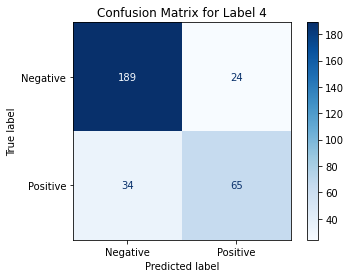 Confusion Matrix for Label 4
True label
Negative
Positive
189
24
34
65
Negative
Positive
Predicted label
180
160
140
120
100
80
60
40